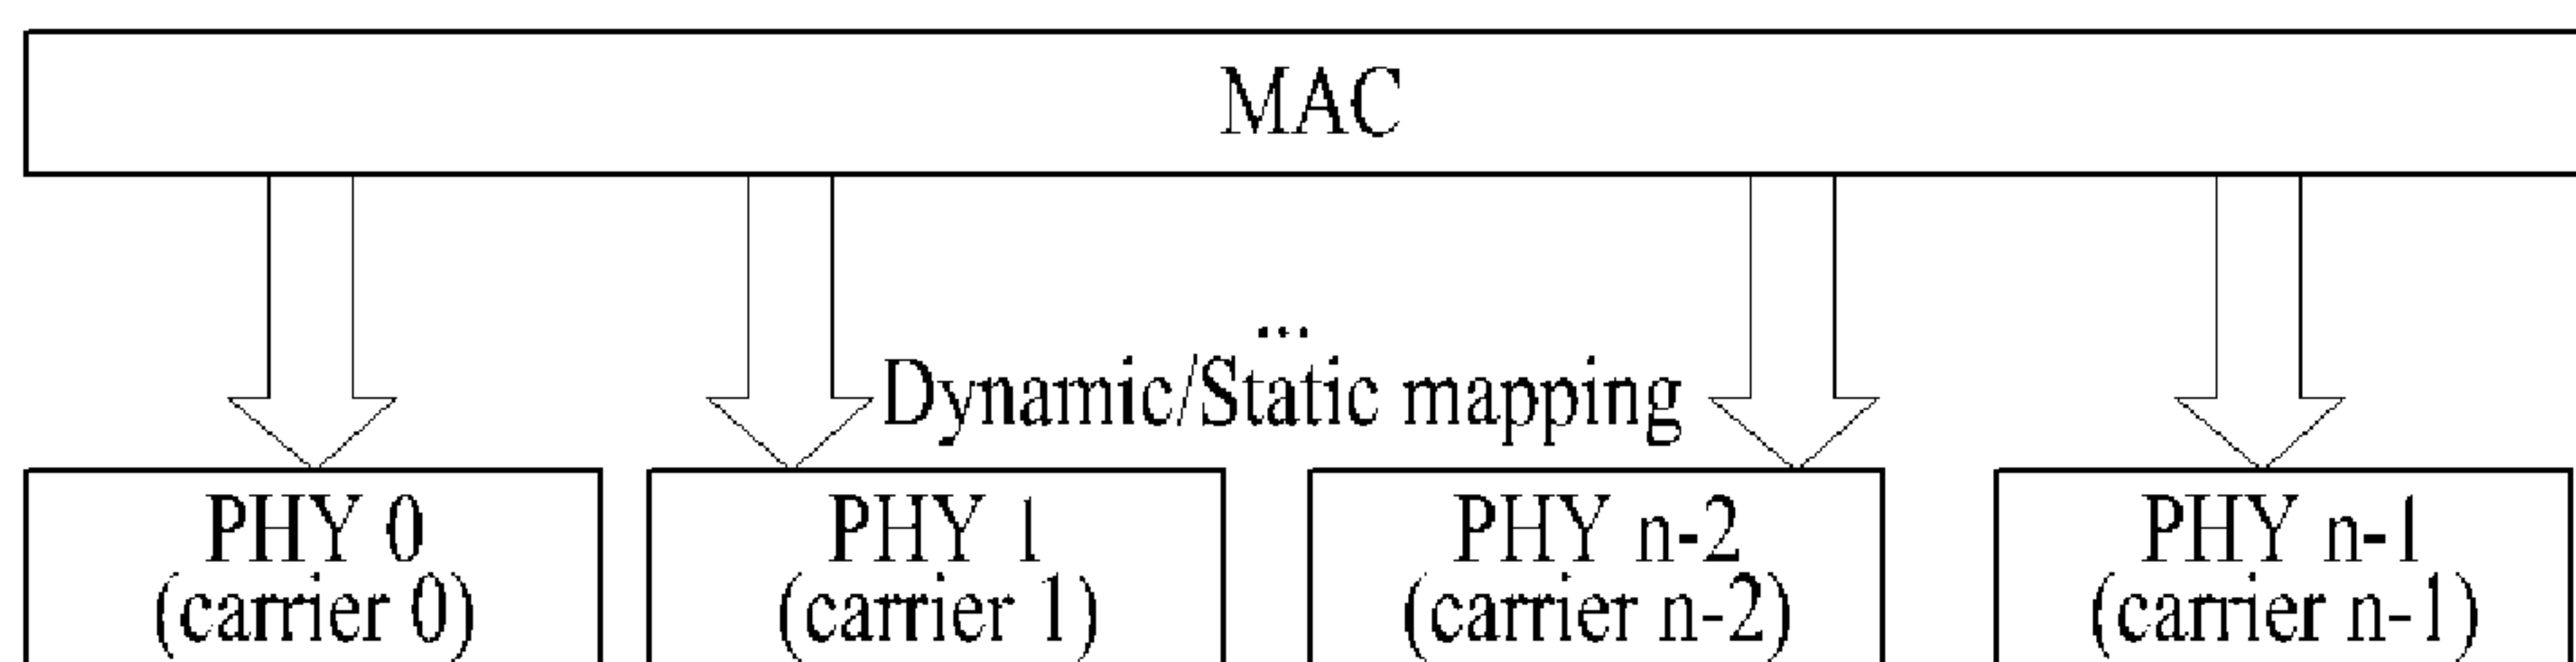 MAC
...
Dynamic/Static mapping
PHY 0
(carrier 0)
PHY 1
(carrier 1)
PHY n-2
(carrier n-2)
PHY n-1
(carrier n-1)